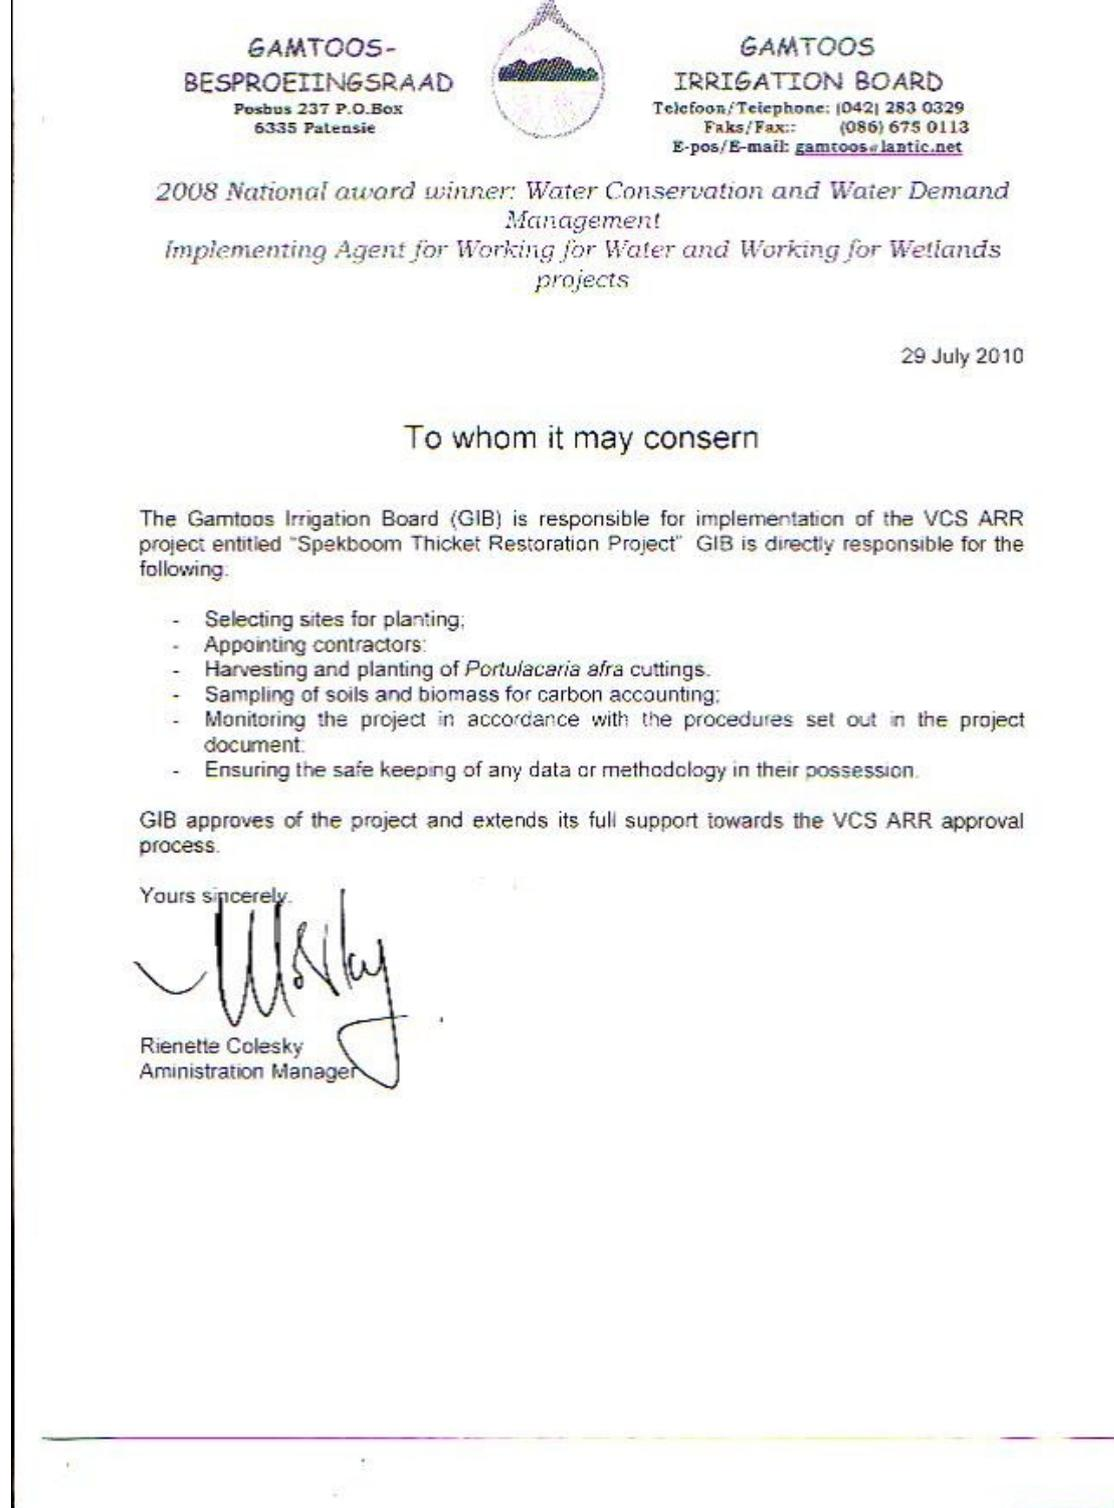 GAMTOOS-
BESPROEIINGSRAAD
Posbus 237 P.O.Box
6335 Patensie
GAMTOOS
IRRIGATION BOARD
Telefoon/Telephone: (042) 283 0329
Faks/Fax:: (086) 675 0113
E-pos/E-mail: gamtoos@lantic.net
2008 National award winner: Water Conservation and Water Demand
Management
Implementing Agent for Working for Water and Working for Wetlands
projects
29 July 2010
To whom it may consern
The Gamtoos Irrigation Board (GIB) is responsible for implementation of the VCS ARR
project entitled "Spekboom Thicket Restoration Project" GIB is directly responsible for the
following:
- Selecting sites for planting;
- Appointing contractors:
- Harvesting and planting of Portulacaria afra cuttings.
- Sampling of soils and biomass for carbon accounting;
- Monitoring the project in accordance with the procedures set out in the project
document:
- Ensuring the safe keeping of any data or methodology in their possession.
GIB approves of the project and extends its full support towards the VCS ARR approval
process.
Yours sincerely.
Rienette Colesky
Aministration Manager